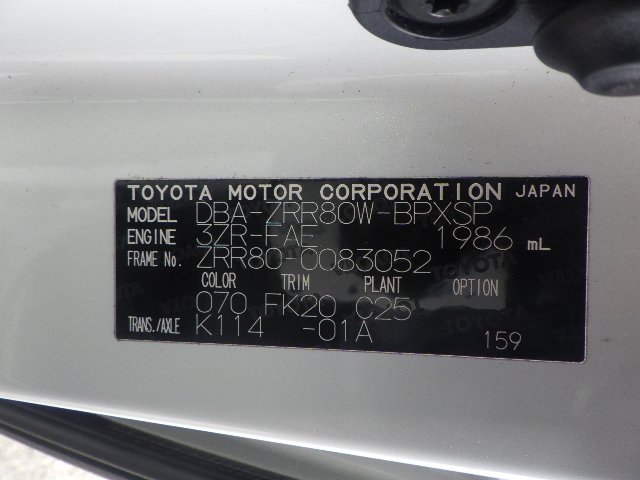 TOYOTA MOTOR CORPORATION JAPAN
MODEL DBA-ZRR80W-BPXSP
ENGINE 3ZR-FAE 1986 mL
FRAME No. ZRR80-0083052
COLOR TRIM PLANT OPTION
070 FK20 C25
TRANS./AXLE K114 -01A 159